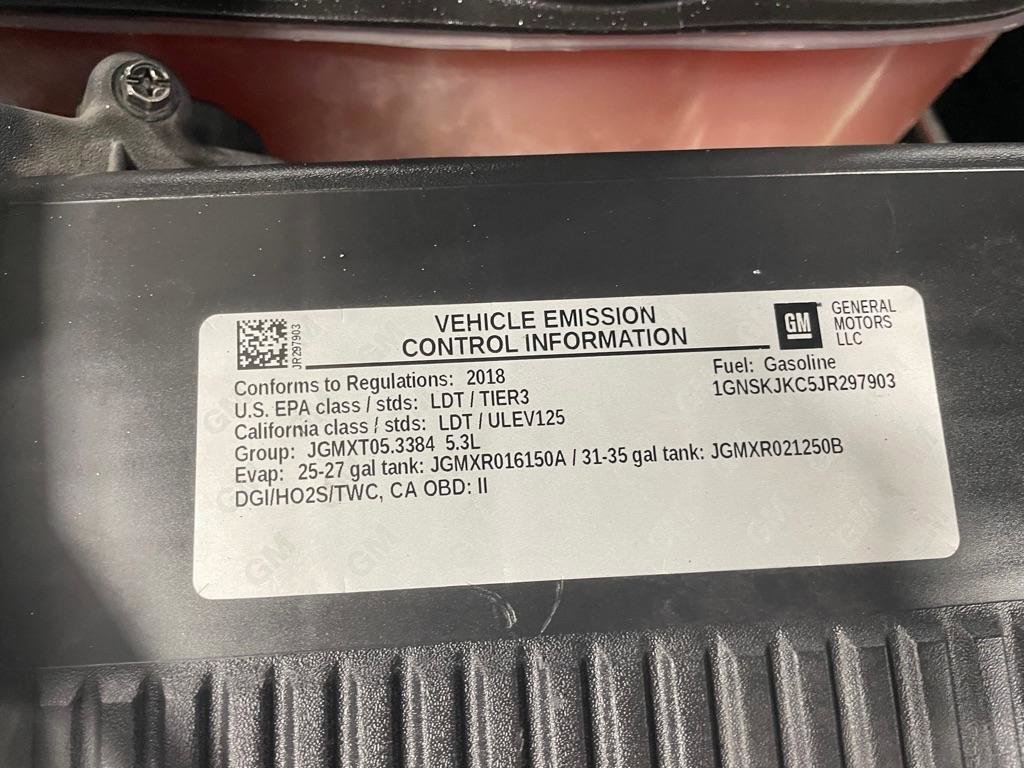 JR297903
VEHICLE EMISSION
CONTROL INFORMATION
GM
GENERAL
MOTORS
LLC
Conforms to Regulations: 2018
Fuel: Gasoline
U.S. EPA class / stds: LDT / TIER3
1GNSKJKC5JR297903
California class / stds: LDT / ULEV125
Group: JGMXT05.3384 5.3L
Evap: 25-27 gal tank: JGMXR016150A / 31-35 gal tank: JGMXR021250B
DGI/HO2S/TWC, CA OBD: II